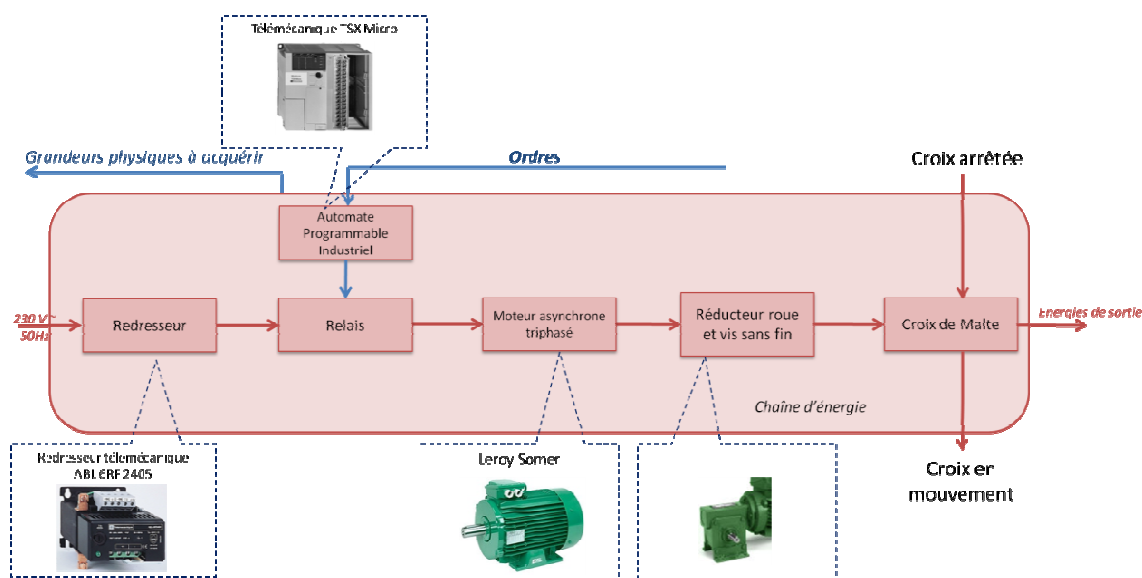 Télémécanique TSX Micro
Grandeurs physiques à acquérir
Ordres
Croix arrêtée
Automate
Programmable
Industriel
230 V~
50Hz
Redresseur
Relais
Moteur asynchrone
triphasé
Réducteur roue
et vis sans fin
Croix de Malte
Energies de sortie
Chaîne d'énergie
Redresseur télémécanique
ABL 6RF 2405
Leroy Somer
Croix en
mouvement